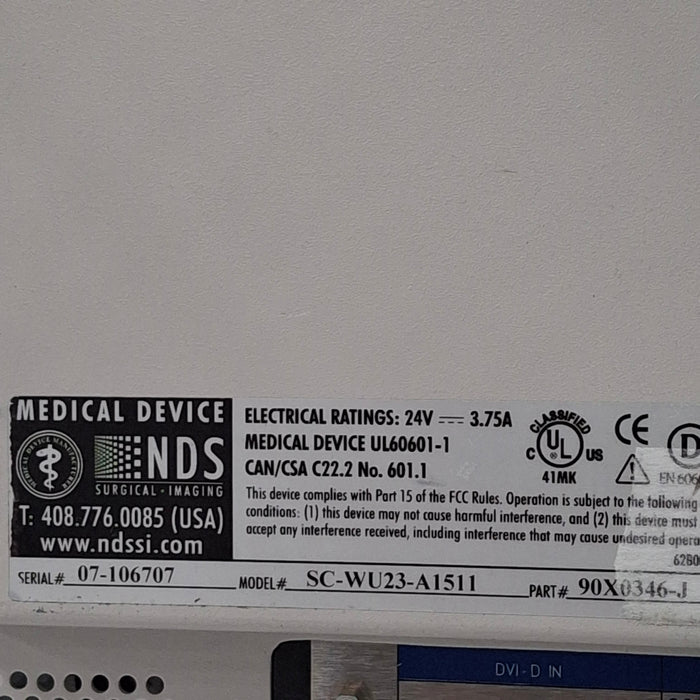 MEDICAL DEVICE
NDS
SURGICAL - IMAGING
T: 408.776.0085 (USA)
www.ndssi.com
ELECTRICAL RATINGS: 24V 3.75A
MEDICAL DEVICE UL60601-1
CAN/CSA C22.2 No. 601.1
CLASSIFIED
C UL US
41MK
CE
D
EN 606
This device complies with Part 15 of the FCC Rules. Operation is subject to the following
conditions: (1) this device may not cause harmful interference, and (2) this device must
accept any interference received, including interference that may cause undesired opera
6280
SERIAL# 07-106707 MODEL# SC-WU23-A1511 PART# 90X0346-J
DVI-D IN